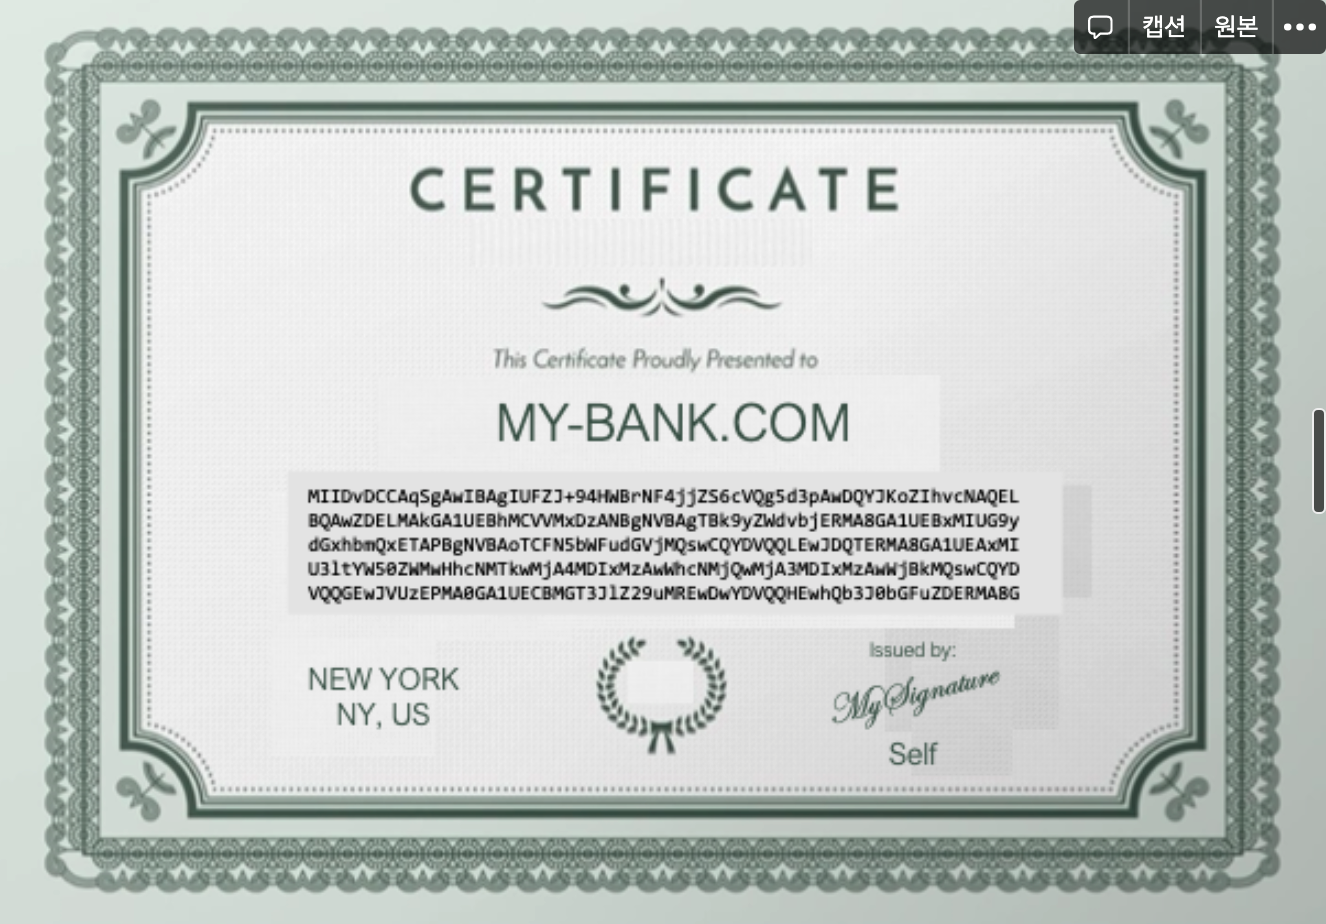 캡션 원본
CERTIFICATE
This Certificate Proudly Presented to
MY-BANK.COM
MIIDvDCCAqSgAwIBAgIUFZJ+94HWBrNF4jjZS6cVQg5d3pAwDQYJKoZIhvcNAQEL
BQAwZDELMAkGA1UEBhMCVVMxDzANBgNVBAgTBk9yZWdvbjERMA8GA1UEBxMIUG9y
dGxhbmQxETAPBgNVBAoTCFN5bWFudGVjMQswCQYDVQQLEwJDQTERMA8GA1UEAxMI
U3ltYW50ZWMwHhcNMTkwMjA4MDIxMzAwWhcNMjQwMjA3MDIxMzAwWjBkMQswCQYD
VQQGEwJVUzEPMA0GA1UECBMGT3JlZ29uMREwDwYDVQQHEwhQb3J0bGFuZDERMA8G
NEW YORK
NY, US
Issued by:
MySignature
Self